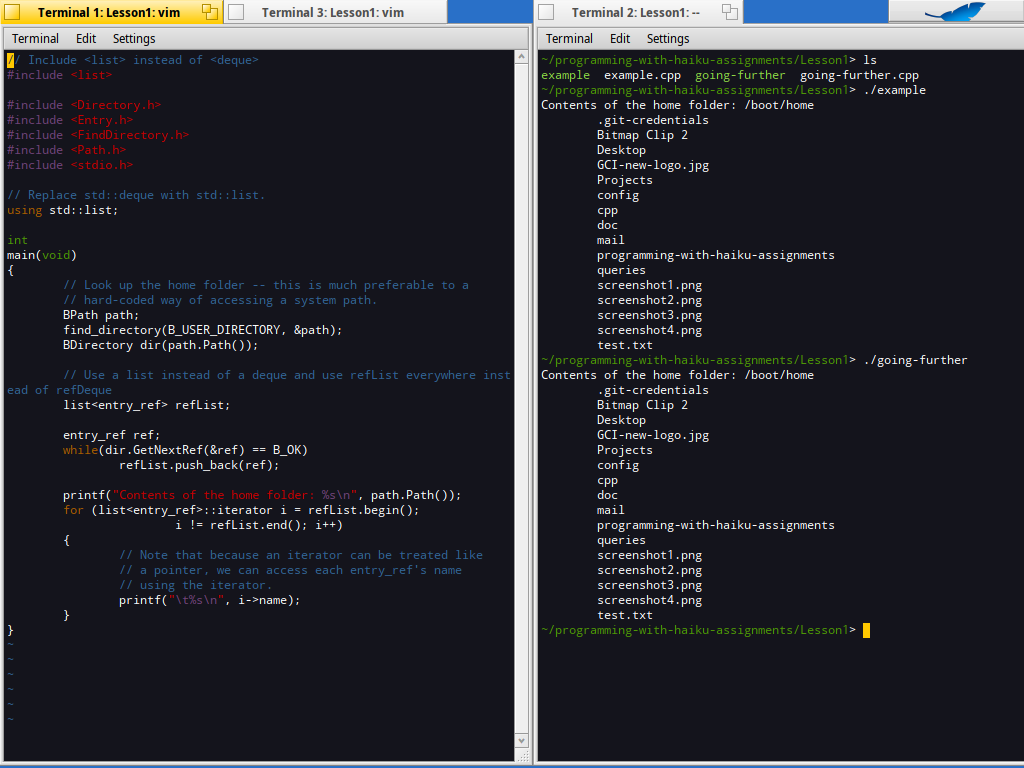 Terminal 1: Lesson1: vim
Terminal 3: Lesson1: vim
Terminal Edit Settings
// Include <list> instead of <deque>
#include <list>
#include <Directory.h>
#include <Entry.h>
#include <FindDirectory.h>
#include <Path.h>
#include <stdio.h>
// Replace std::deque with std::list.
using std::list;
int
main(void)
{
// Look up the home folder -- this is much preferable to a
// hard-coded way of accessing a system path.
BPath path;
find_directory(B_USER_DIRECTORY, &path);
BDirectory dir(path.Path());
// Use a list instead of a deque and use refList everywhere inst
ead of refDeque
list<entry_ref> refList;
entry_ref ref;
while(dir.GetNextRef(&ref) == B_OK)
refList.push_back(ref);
printf("Contents of the home folder: %s\n", path.Path());
for (list<entry_ref>::iterator i = refList.begin();
i != refList.end(); i++)
{
// Note that because an iterator can be treated like
// a pointer, we can access each entry_ref's name
// using the iterator.
printf("\t%s\n", i->name);
}
}
~
~
~
~
~
~
Terminal 2: Lesson1: --
Terminal Edit Settings
~/programming-with-haiku-assignments/Lesson1> ls
example example.cpp going-further going-further.cpp
~/programming-with-haiku-assignments/Lesson1> ./example
Contents of the home folder: /boot/home
.git-credentials
Bitmap Clip 2
Desktop
GCI-new-logo.jpg
Projects
config
cpp
doc
mail
programming-with-haiku-assignments
queries
screenshot1.png
screenshot2.png
screenshot3.png
screenshot4.png
test.txt
~/programming-with-haiku-assignments/Lesson1> ./going-further
Contents of the home folder: /boot/home
.git-credentials
Bitmap Clip 2
Desktop
GCI-new-logo.jpg
Projects
config
cpp
doc
mail
programming-with-haiku-assignments
queries
screenshot1.png
screenshot2.png
screenshot3.png
screenshot4.png
test.txt
~/programming-with-haiku-assignments/Lesson1>